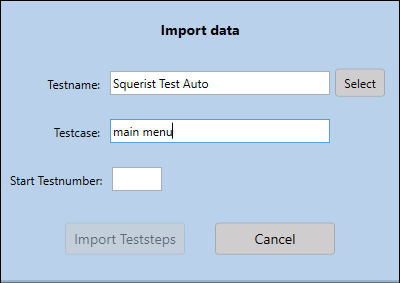 Import data
Testname: Squerist Test Auto Select
Testcase: main menu
Start Testnumber:
Import Teststeps Cancel